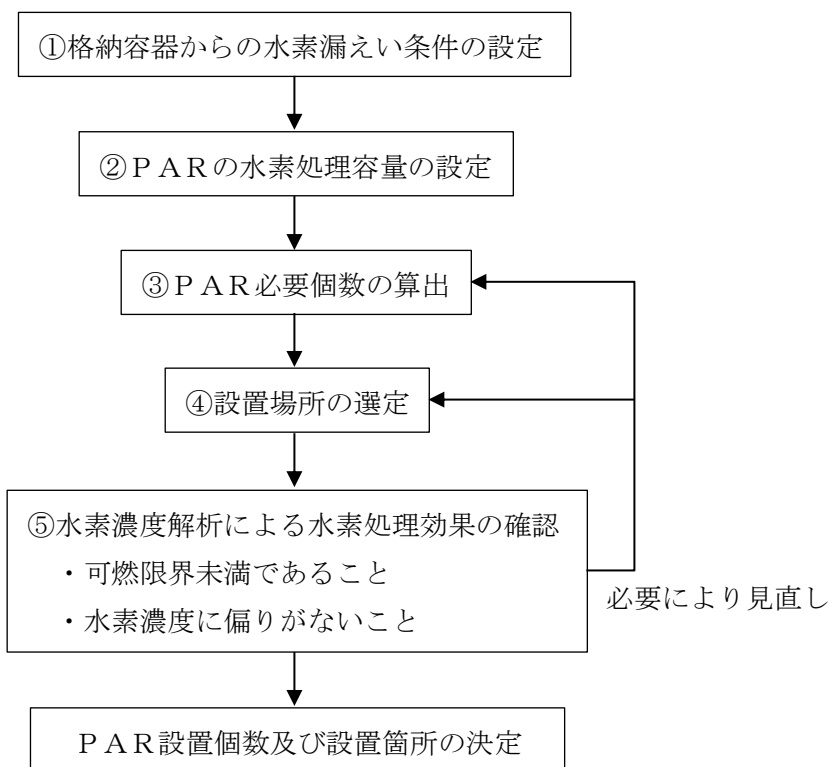 ①格納容器からの水素漏えい条件の設定
②ＰＡＲの水素処理容量の設定
③ＰＡＲ必要個数の算出
④設置場所の選定
⑤水素濃度解析による水素処理効果の確認
・可燃限界未満であること
・水素濃度に偏りがないこと
必要により見直し
ＰＡＲ設置個数及び設置箇所の決定